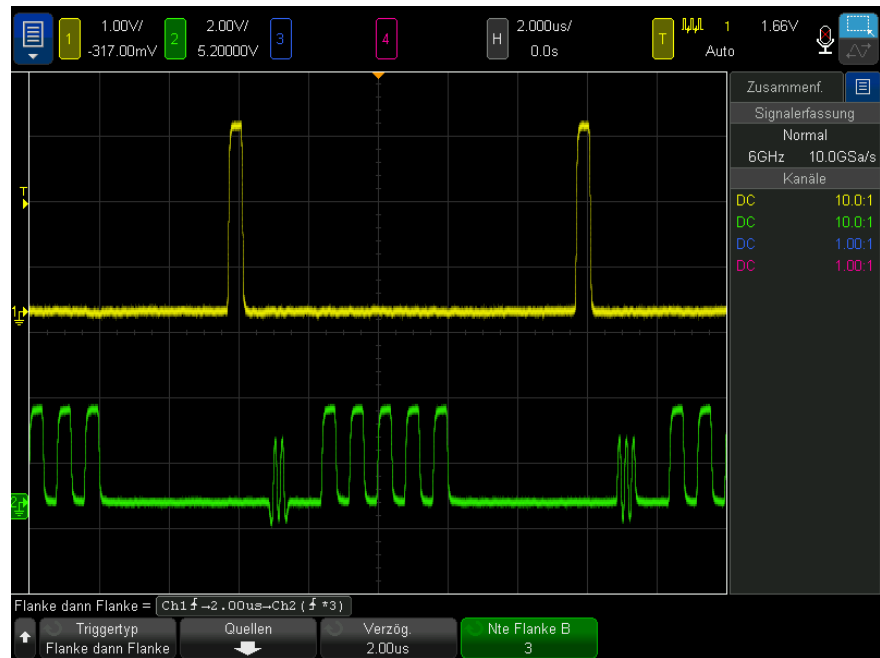 1 1.00V/ 2 2.00V/ 3 4 H 2.000us/ T 1 1.66V
-317.00mV 5.20000V 0.0s Auto
Zusammenf.
Signalerfassung
Normal
6GHz 10.0GSa/s
Kanäle
DC 10.0:1
DC 10.0:1
DC 1.00:1
DC 1.00:1
T
1
2
Flanke dann Flanke = Ch1→2.00us→Ch2(*3)
Triggertyp Quellen Verzög. Nte Flanke B
Flanke dann Flanke 2.00us 3